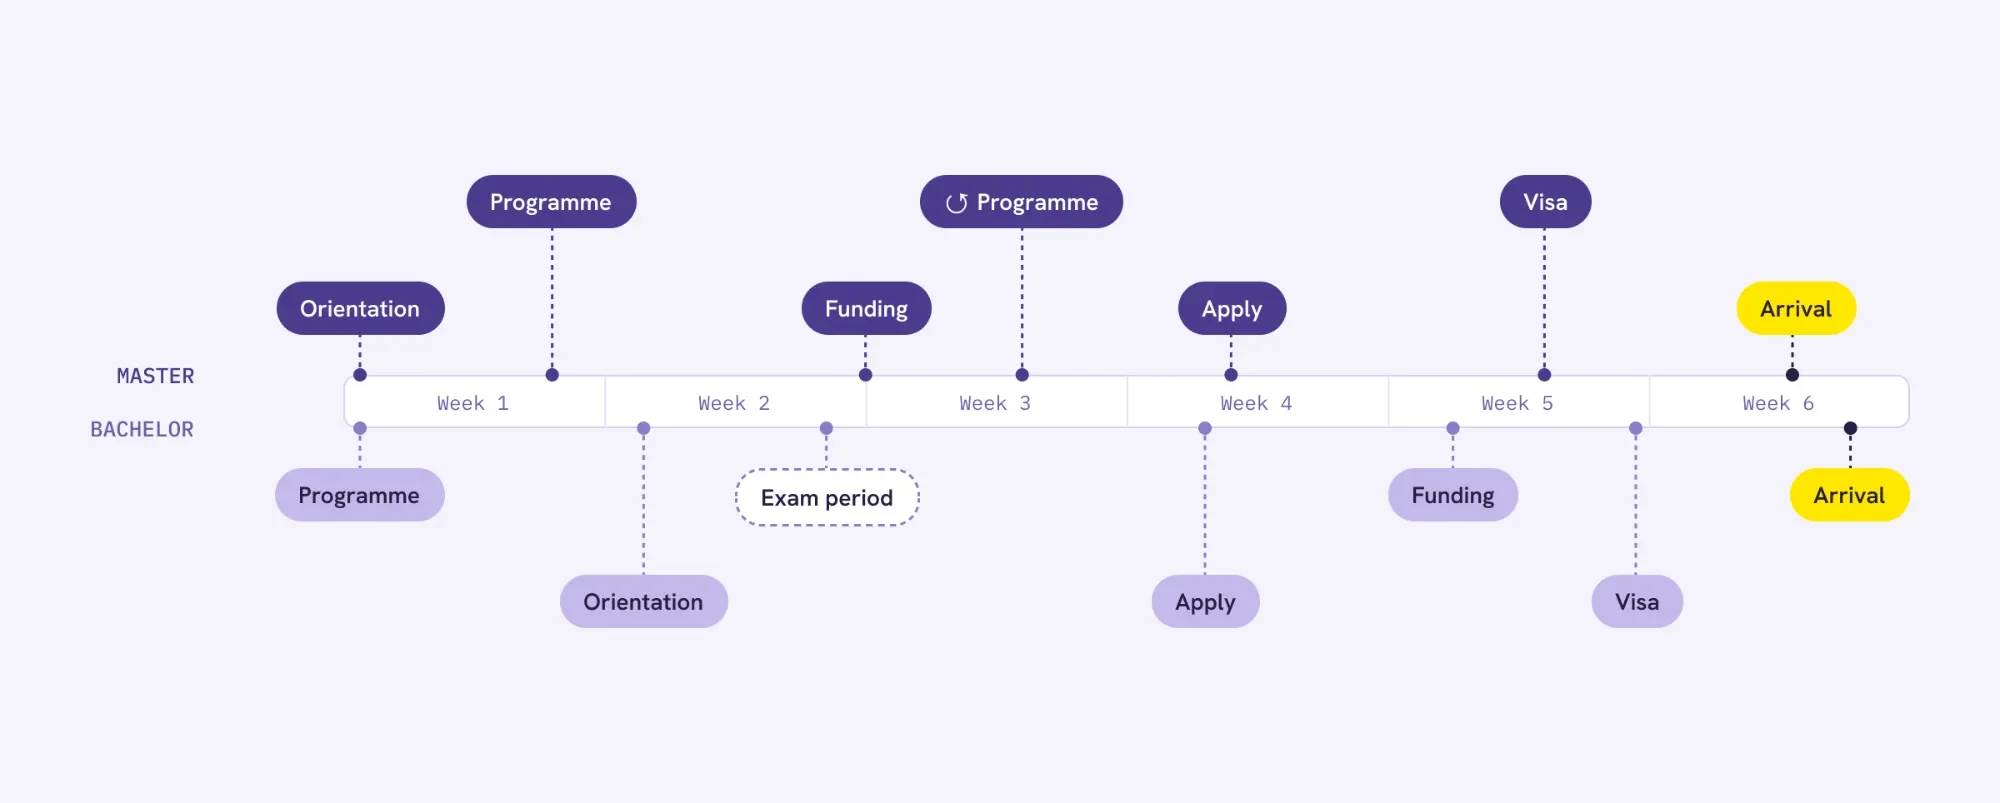 Programme
Programme
Visa
Orientation
Funding
Apply
Arrival
MASTER
Week 1
Week 2
Week 3
Week 4
Week 5
Week 6
BACHELOR
Programme
Exam period
Funding
Arrival
Orientation
Apply
Visa